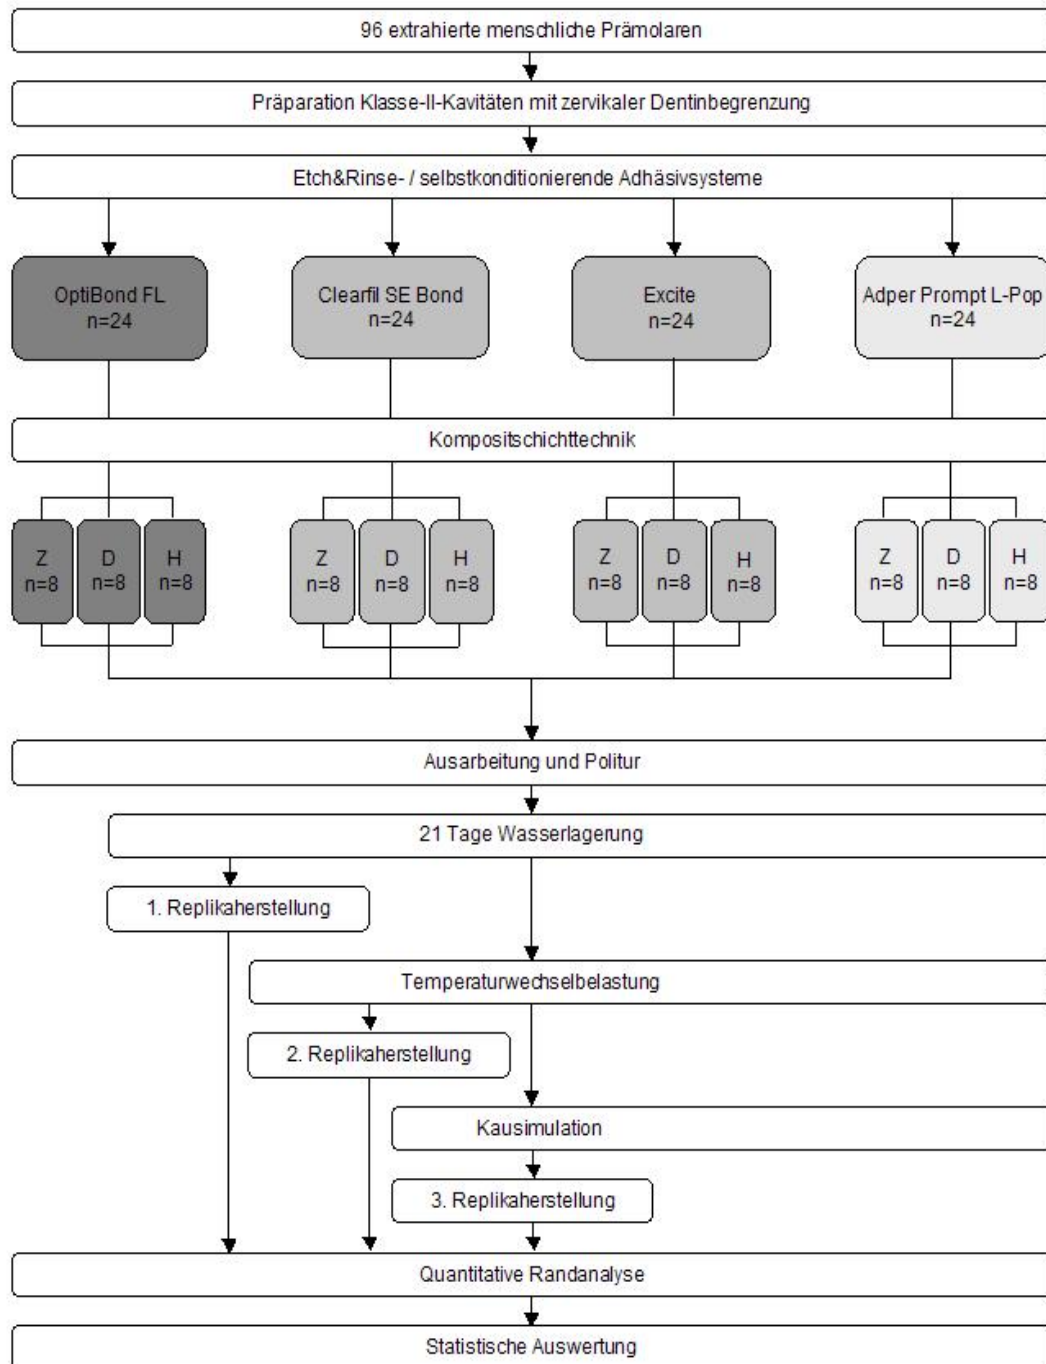 96 extrahierte menschliche Prämolaren
Präparation Klasse-II-Kavitäten mit zervikaler Dentinbegrenzung
Etch&Rinse- / selbstkonditionierende Adhäsivsysteme
OptiBond FL
n=24
Clearfil SE Bond
n=24
Excite
n=24
Adper Prompt L-Pop
n=24
Kompositschichttechnik
Z
n=8
D
n=8
H
n=8
Z
n=8
D
n=8
H
n=8
Z
n=8
D
n=8
H
n=8
Z
n=8
D
n=8
H
n=8
Ausarbeitung und Politur
21 Tage Wasserlagerung
1. Replikaherstellung
Temperaturwechselbelastung
2. Replikaherstellung
Kausimulation
3. Replikaherstellung
Quantitative Randanalyse
Statistische Auswertung